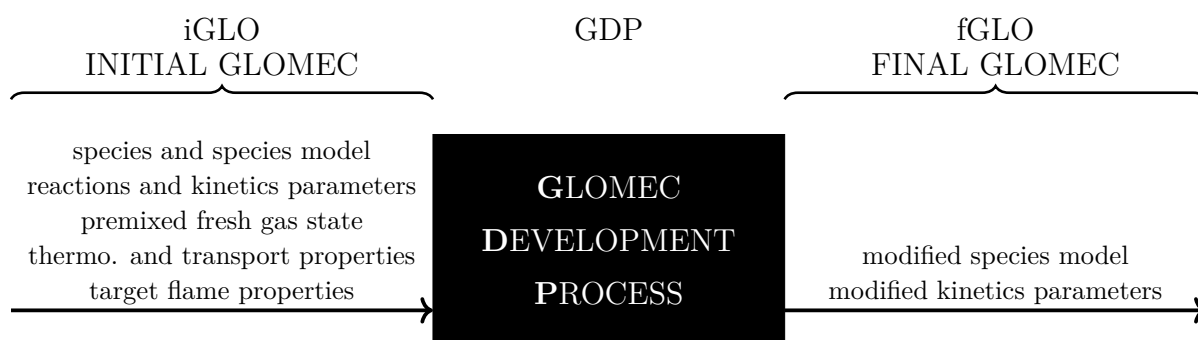 iGLO
INITIAL GLOMEC
GDP
fGLO
FINAL GLOMEC
species and species model
reactions and kinetics parameters
premixed fresh gas state
thermo. and transport properties
target flame properties
GLOMEC
DEVELOPMENT
PROCESS
modified species model
modified kinetics parameters